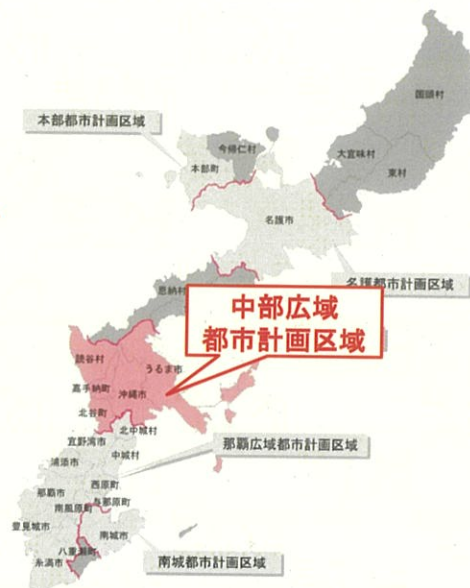 国頭村
本部都市計画区域
今帰仁村
大宜味村
本部町
東村
名護市
名護都市計画区域
恩納村
中部広域
都市計画区域
読谷村
うるま市
嘉手納町
沖縄市
北谷町
北中城村
宜野湾市
那覇広域都市計画区域
中城村
浦添市
西原町
那覇市
与那原町
南風原町
豊見城市
南城市
八重瀬町
糸満市
南城都市計画区域